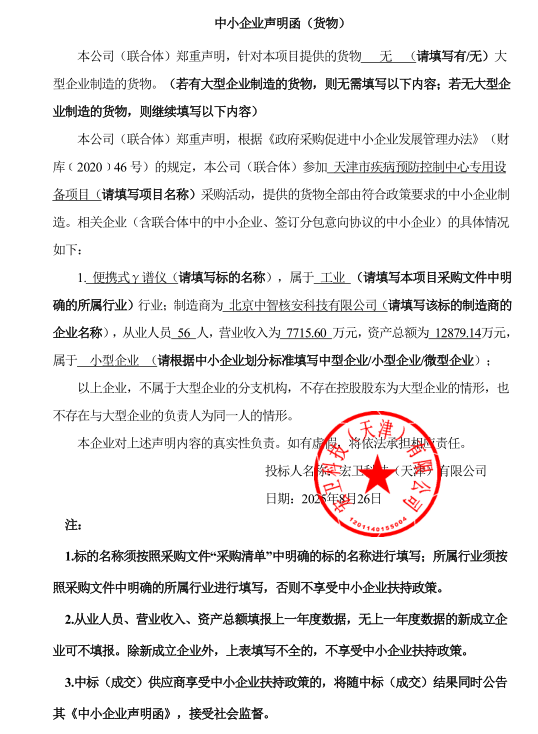 中小企业声明函（货物）
本公司（联合体）郑重声明，针对本项目提供的货物 无 （请填写有/无）大
型企业制造的货物。（若有大型企业制造的货物，则无需填写以下内容；若无大型企
业制造的货物，则继续填写以下内容）
本公司（联合体）郑重声明，根据《政府采购促进中小企业发展管理办法》（财
库﹝2020﹞46 号）的规定，本公司（联合体）参加 天津市疾病预防控制中心专用设
备项目（请填写项目名称）采购活动，提供的货物全部由符合政策要求的中小企业制
造。相关企业（含联合体中的中小企业、签订分包意向协议的中小企业）的具体情况
如下：
1. 便携式γ谱仪（请填写标的名称），属于 工业 （请填写本项目采购文件中明
确的所属行业）行业；制造商为 北京中智核安科技有限公司（请填写该标的制造商的
企业名称），从业人员 56 人，营业收入为 7715.60 万元，资产总额为 12879.14万元，
属于 小型企业 （请根据中小企业划分标准填写中型企业/小型企业/微型企业）；
以上企业，不属于大型企业的分支机构，不存在控股股东为大型企业的情形，也
不存在与大型企业的负责人为同一人的情形。
本企业对上述声明内容的真实性负责。如有虚假，将依法承担相应责任。
投标人名称：宏卫科技（天津）有限公司
日期：2025年8月26日
宏卫科技（天津）有限公司
1201140155004
注：
1.标的名称须按照采购文件“采购清单”中明确的标的名称进行填写；所属行业须按
照采购文件中明确的所属行业进行填写，否则不享受中小企业扶持政策。
2.从业人员、营业收入、资产总额填报上一年度数据，无上一年度数据的新成立企
业可不填报。除新成立企业外，上表填写不全的，不享受中小企业扶持政策。
3.中标（成交）供应商享受中小企业扶持政策的，将随中标（成交）结果同时公告
其《中小企业声明函》，接受社会监督。